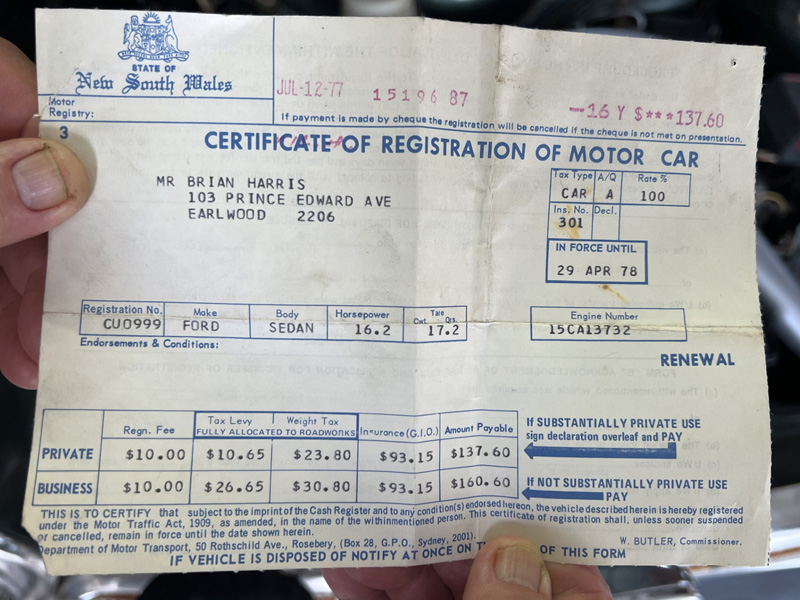 STATE OF
New South Wales
Motor
Registry:
3
JUL-12-77 15196 87 -16 Y $***137.60
If payment is made by cheque the registration will be cancelled if the cheque is not met on presentation.
CERTIFICATE OF REGISTRATION OF MOTOR CAR
MR BRIAN HARRIS
103 PRINCE EDWARD AVE
EARLWOOD 2206
Tax Type A/Q Rate %
CAR A 100
Ins. No. Decl.
301
IN FORCE UNTIL
29 APR 78
Registration No. Make Body Horsepower Tare Cwt. Qrs.
CUO999 FORD SEDAN 16.2 17.2
Engine Number
15CA13732
Endorsements & Conditions:
RENEWAL
Regn. Fee Tax Levy Weight Tax Insurance (G.I.O.) Amount Payable
FULLY ALLOCATED TO ROADWORKS
PRIVATE $10.00 $10.65 $23.80 $93.15 $137.60
BUSINESS $10.00 $26.65 $30.80 $93.15 $160.60
If SUBSTANTIALLY PRIVATE USE
sign declaration overleaf and PAY
If NOT SUBSTANTIALLY PRIVATE USE
PAY
THIS IS TO CERTIFY that subject to the imprint of the Cash Register and to any condition(s) endorsed hereon, the vehicle described herein is hereby registered
under the Motor Traffic Act, 1909, as amended, in the name of the withinmentioned person. This certificate of registration shall, unless sooner suspended
or cancelled, remain in force until the date shown herein.
W. BUTLER, Commissioner.
Department of Motor Transport, 50 Rothschild Ave., Rosebery, (Box 28, G.P.O., Sydney, 2001).
IF VEHICLE IS DISPOSED OF NOTIFY AT ONCE ON OF THIS FORM